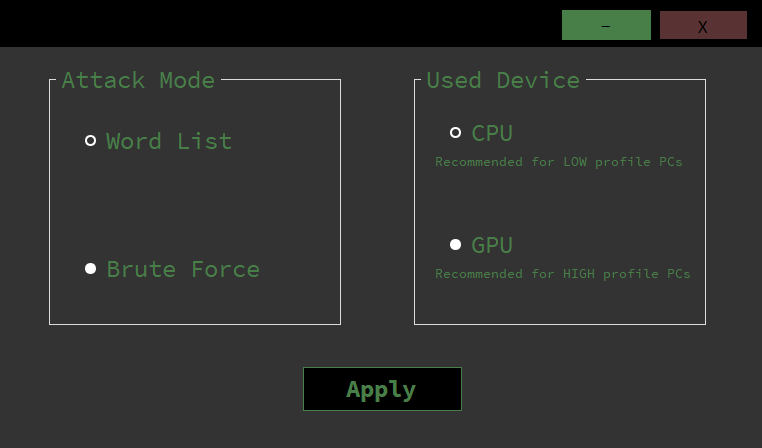 – X
Attack Mode
Word List
Brute Force
Used Device
CPU
Recommended for LOW profile PCs
GPU
Recommended for HIGH profile PCs
Apply